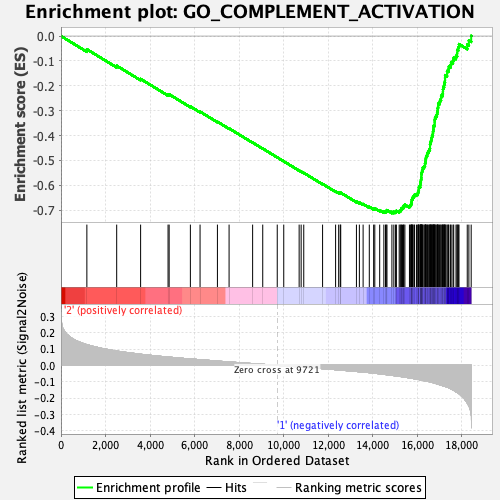 Enrichment plot: GO_COMPLEMENT_ACTIVATION
Enrichment score (ES)
0.0
-0.1
-0.2
-0.3
-0.4
-0.5
-0.6
-0.7
'2' (positively correlated)
Ranked list metric (Signal2Noise)
0.3
0.2
0.1
0.0
-0.1
-0.2
-0.3
-0.4
Zero cross at 9721
'1' (negatively correlated)
0 2,000 4,000 6,000 8,000 10,000 12,000 14,000 16,000 18,000
Rank in Ordered Dataset
Enrichment profile Hits Ranking metric scores